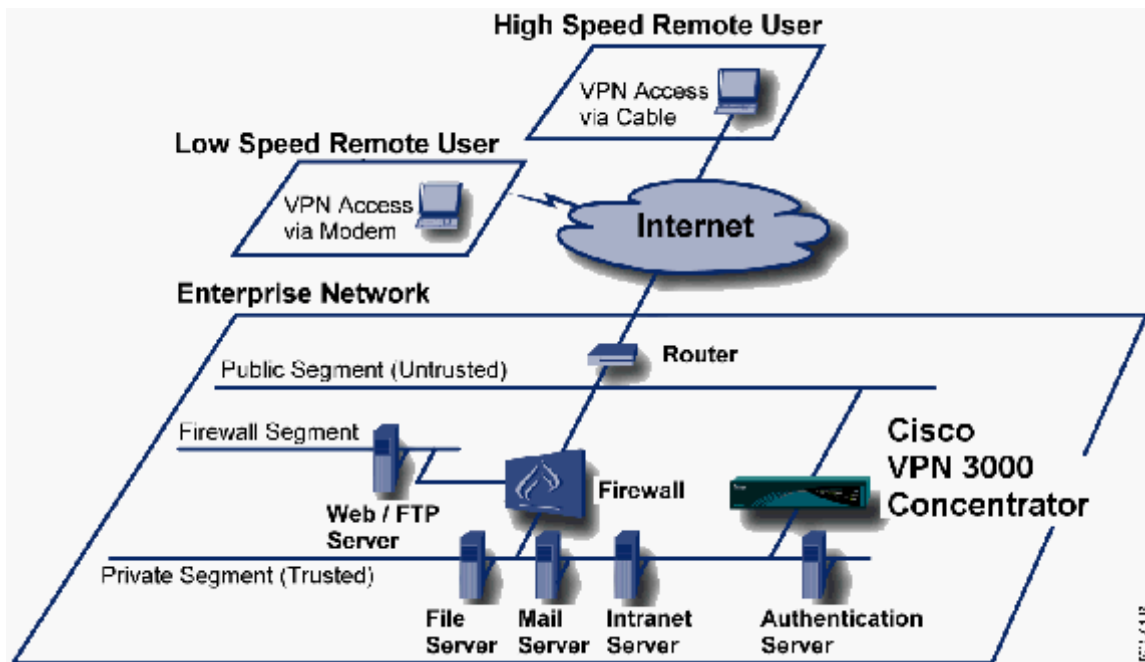 High Speed Remote User
VPN Access
via Cable
Low Speed Remote User
VPN Access
via Modem
Internet
Enterprise Network
Router
Public Segment (Untrusted)
Firewall Segment
Cisco
VPN 3000
Concentrator
Firewall
Web / FTP
Server
Private Segment (Trusted)
File
Server
Mail
Server
Intranet
Server
Authentication
Server